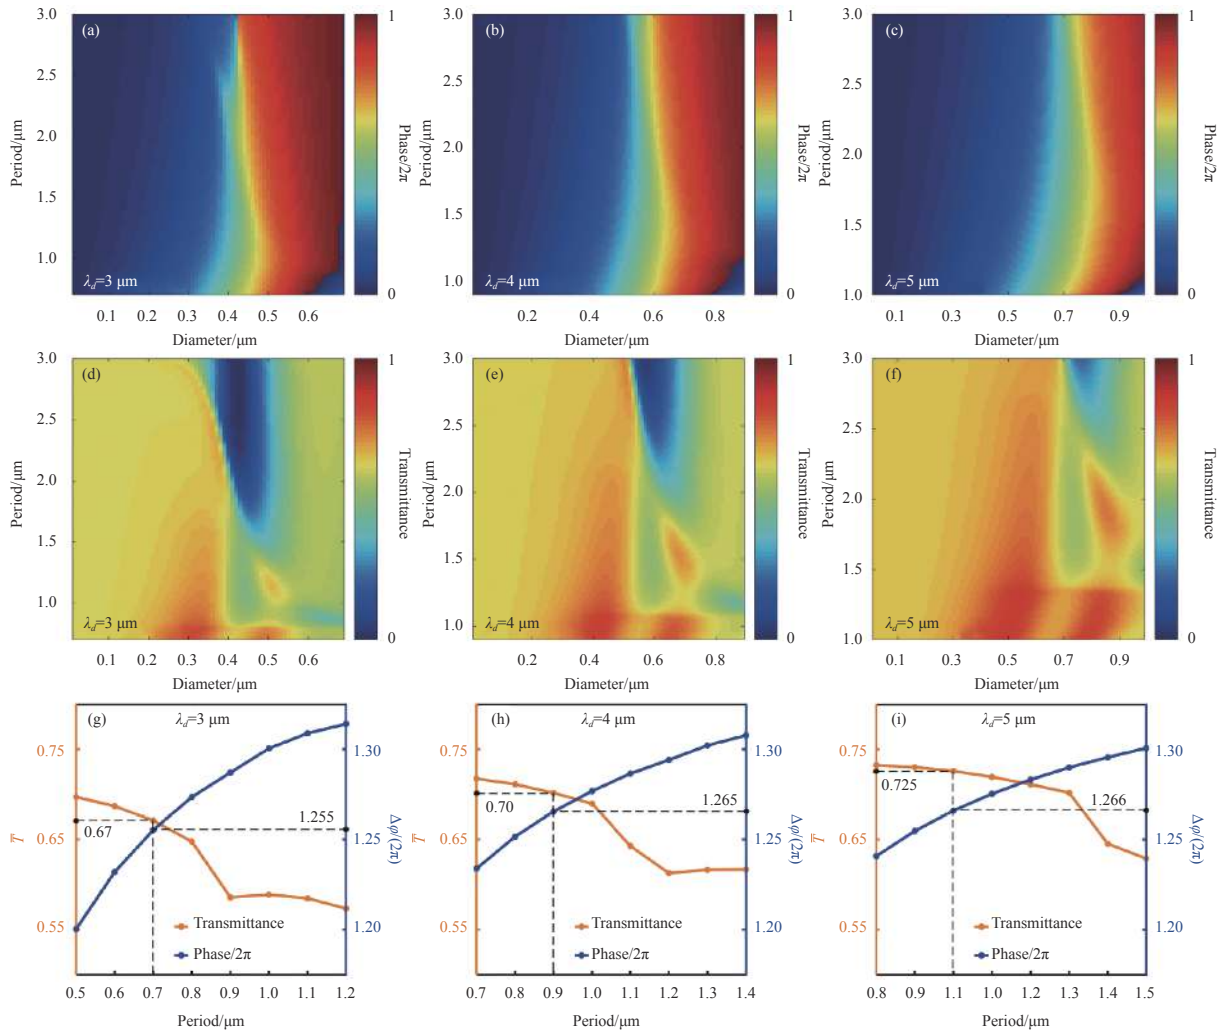 3.0
2.5
2.0
1.5
1.0
Period/μm
(a)
λd=3 μm
0.1 0.2 0.3 0.4 0.5 0.6
Diameter/μm
1
0
Phase/2π
3.0
2.5
2.0
1.5
1.0
Period/μm
(b)
λd=4 μm
0.2 0.4 0.6 0.8
Diameter/μm
1
0
Phase/2π
3.0
2.5
2.0
1.5
1.0
Period/μm
(c)
λd=5 μm
0.1 0.3 0.5 0.7 0.9
Diameter/μm
1
0
Phase/2π
3.0
2.5
2.0
1.5
1.0
Period/μm
(d)
λd=3 μm
0.1 0.2 0.3 0.4 0.5 0.6
Diameter/μm
1
0
Transmittance
3.0
2.5
2.0
1.5
1.0
Period/μm
(e)
λd=4 μm
0.2 0.4 0.6 0.8
Diameter/μm
1
0
Transmittance
3.0
2.5
2.0
1.5
1.0
Period/μm
(f)
λd=5 μm
0.1 0.3 0.5 0.7 0.9
Diameter/μm
1
0
Transmittance
(g) λd=3 μm
0.75
0.65
0.55
T̅
0.67
1.255
Transmittance
Phase/2π
1.30
1.25
1.20
Δφ/(2π)
0.5 0.6 0.7 0.8 0.9 1.0 1.1 1.2
Period/μm
(h) λd=4 μm
0.75
0.65
0.55
T̅
0.70
1.265
Transmittance
Phase/2π
1.30
1.25
1.20
Δφ/(2π)
0.7 0.8 0.9 1.0 1.1 1.2 1.3 1.4
Period/μm
(i) λd=5 μm
0.75
0.65
0.55
T̅
0.725
1.266
Transmittance
Phase/2π
1.30
1.25
1.20
Δφ/(2π)
0.8 0.9 1.1 1.0 1.2 1.3 1.4 1.5
Period/μm